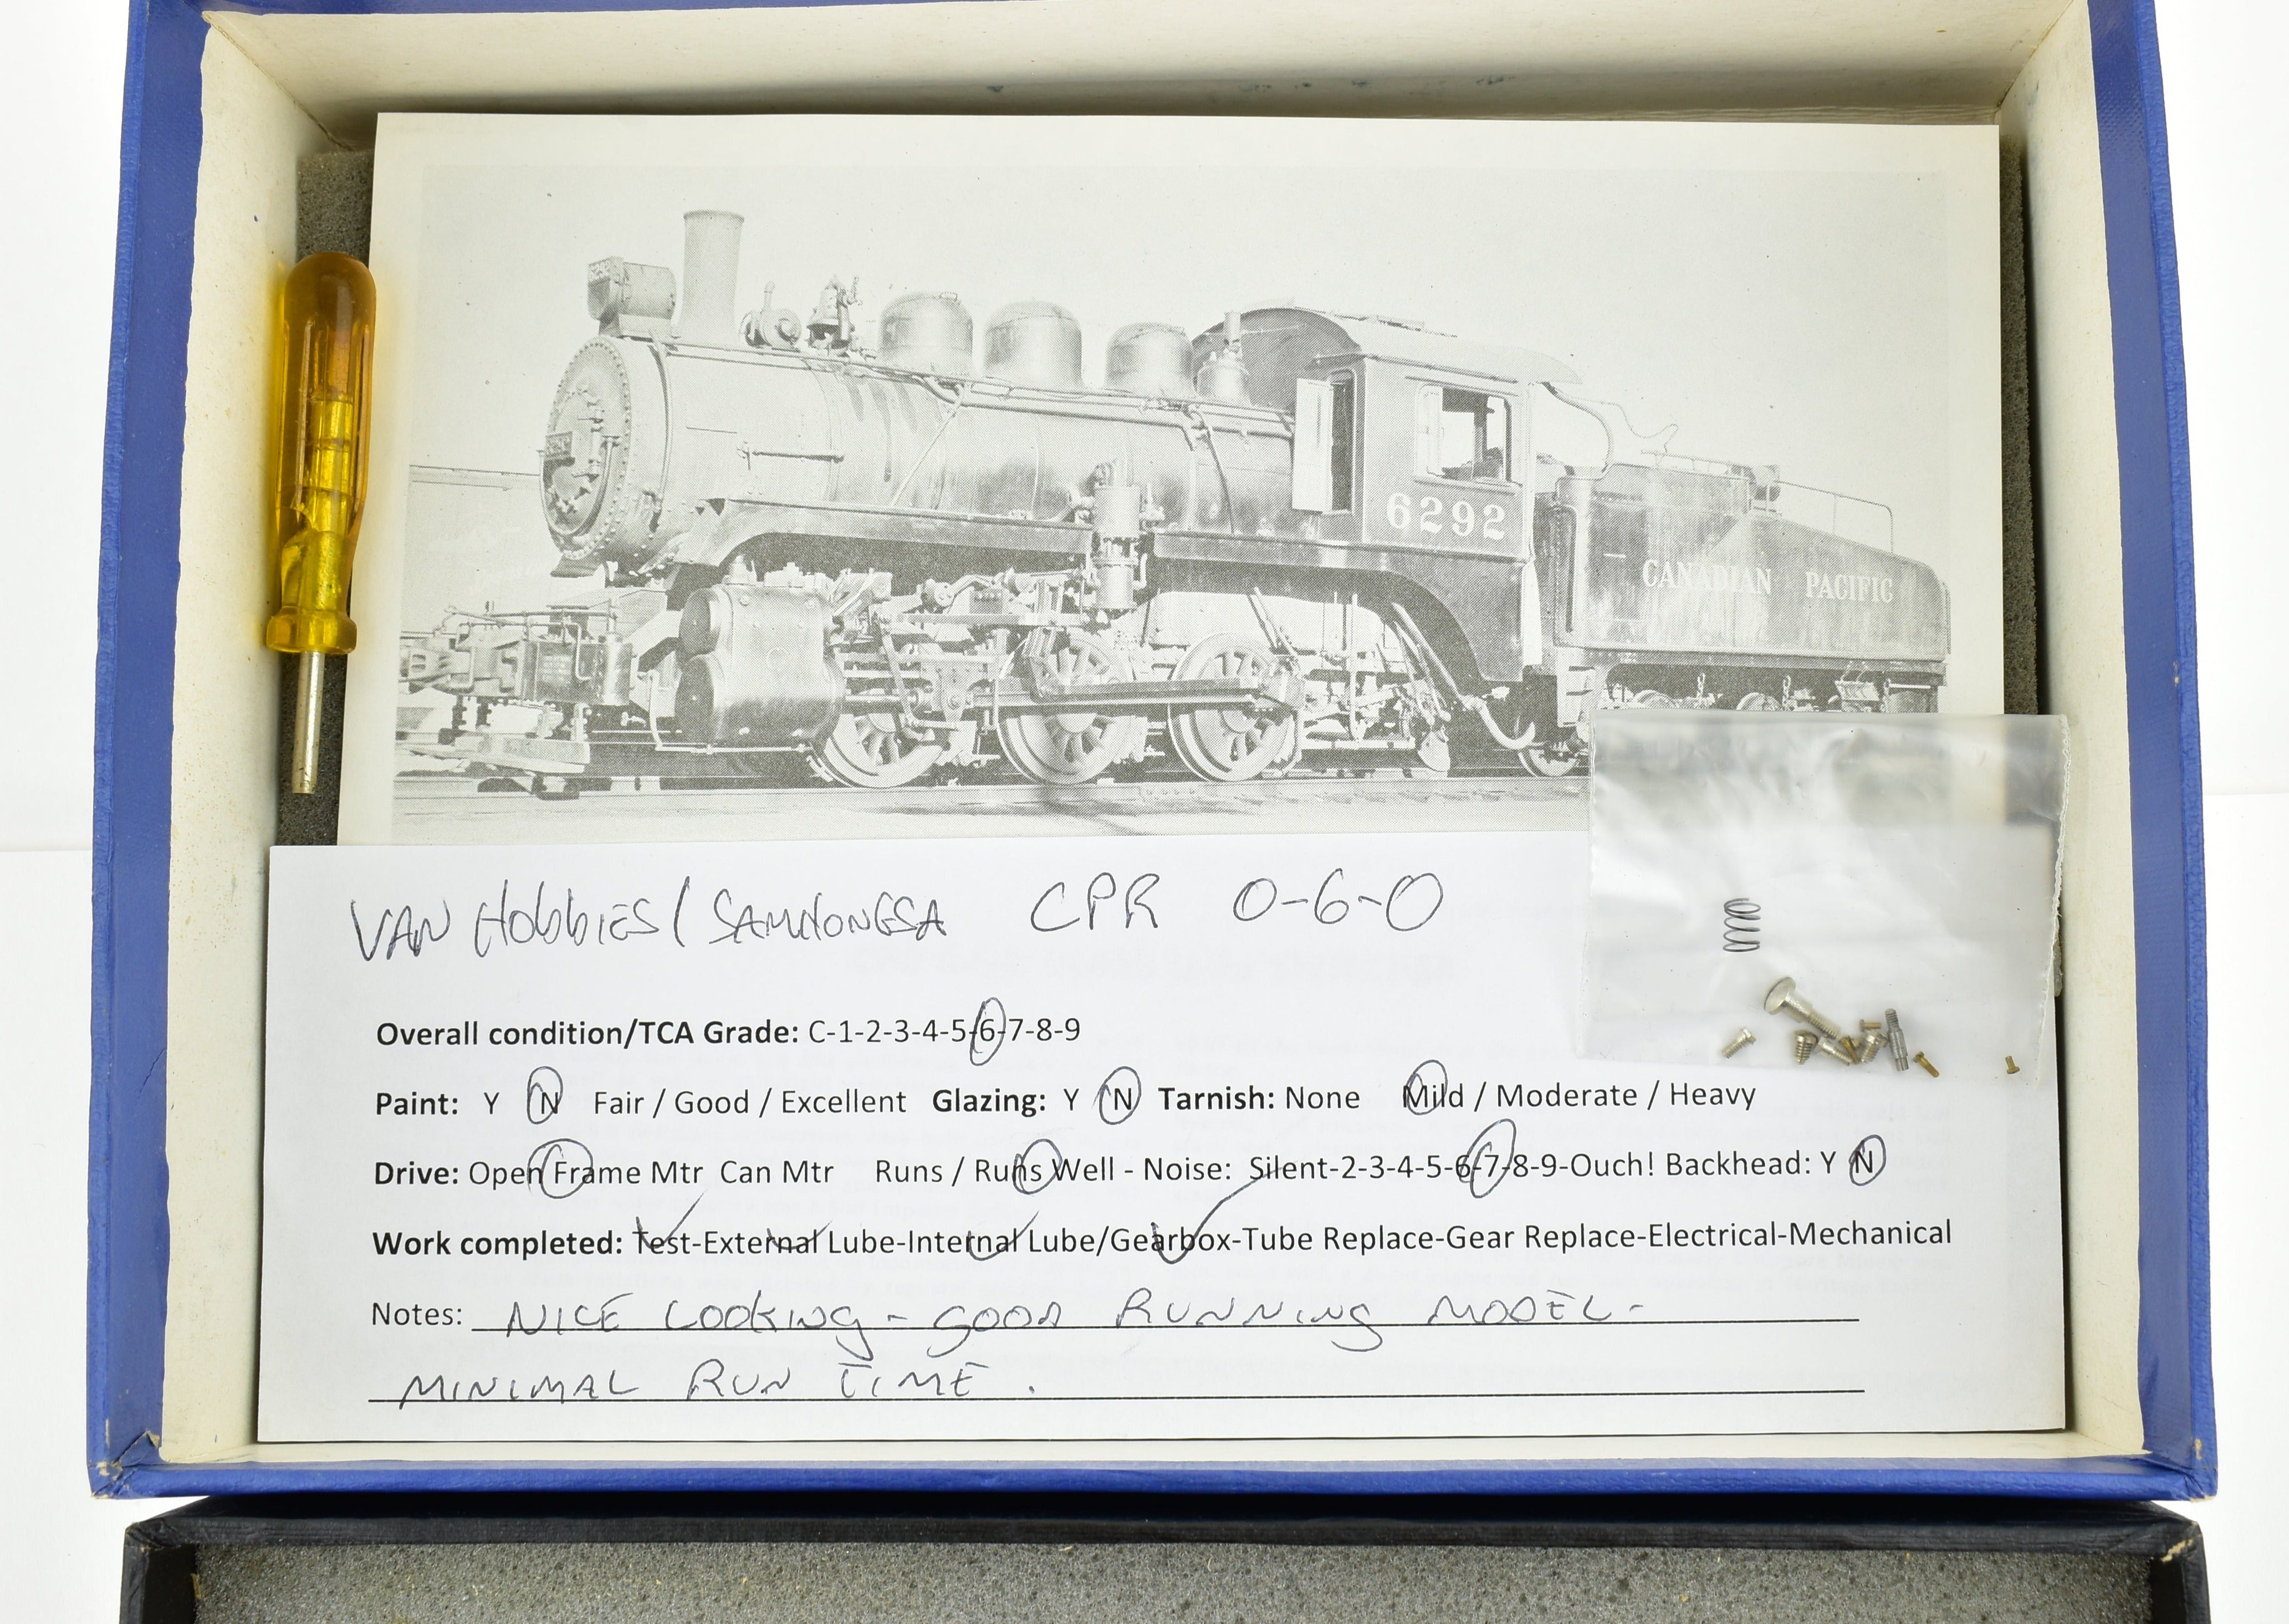 6292
CANADIAN PACIFIC
VAN HOBBIES/SAMHONGSA CPR 0-6-0
Overall condition/TCA Grade: C-1-2-3-4-5-6-7-8-9
Paint: Y N Fair / Good / Excellent Glazing: Y N Tarnish: None Mild / Moderate / Heavy
Drive: Open Frame Mtr Can Mtr Runs / Runs Well - Noise: Silent-2-3-4-5-6-7-8-9-Ouch! Backhead: Y N
Work completed: Test-External Lube-Internal Lube/Gearbox-Tube Replace-Gear Replace-Electrical-Mechanical
Notes: NICE LOOKING - GOOD RUNNING MODEL -
MINIMAL RUN TIME.